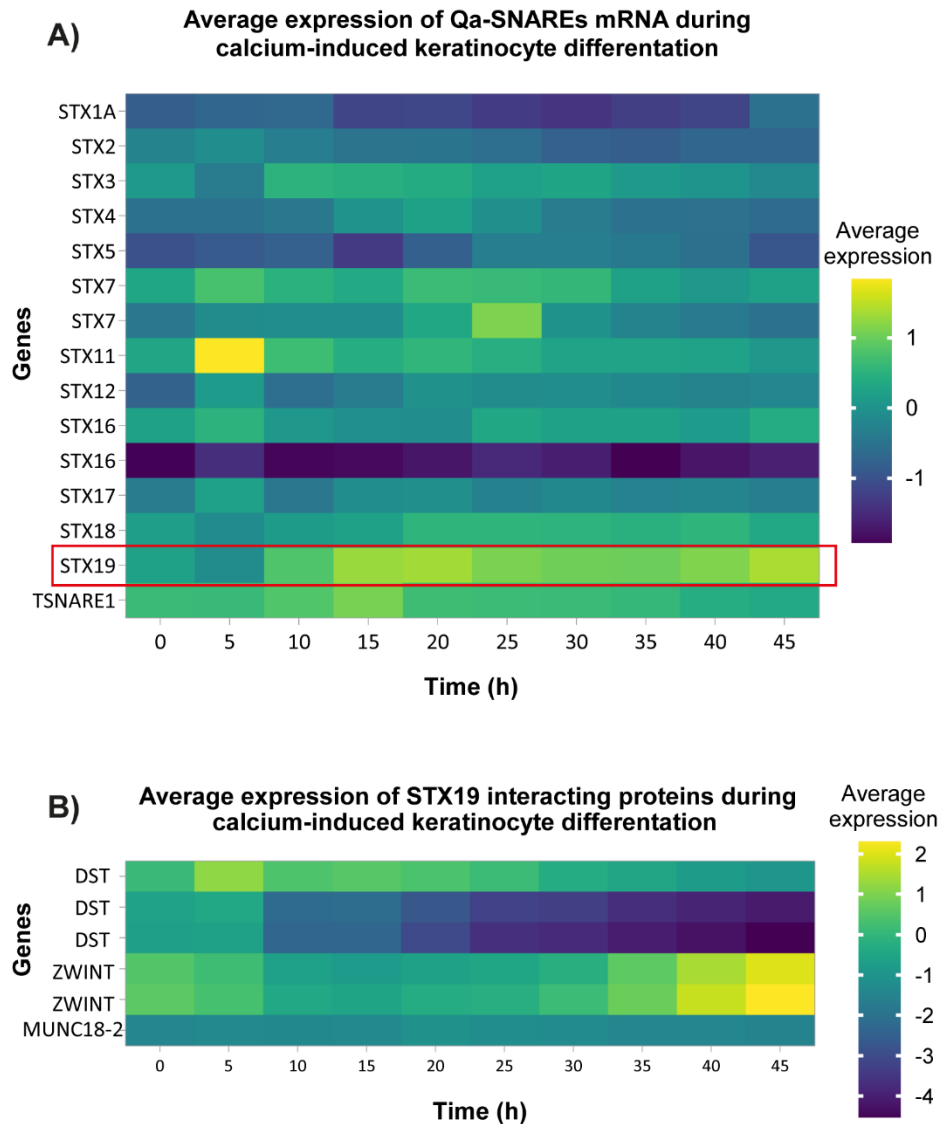 A)
Average expression of Qa-SNAREs mRNA during
calcium-induced keratinocyte differentation
Genes
STX1A
STX2
STX3
STX4
STX5
STX7
STX7
STX11
STX12
STX16
STX16
STX17
STX18
STX19
TSNARE1
0 5 10 15 20 25 30 35 40 45
Time (h)
Average
expression
1
0
-1
B)
Average expression of STX19 interacting proteins during
calcium-induced keratinocyte differentation
Genes
DST
DST
DST
ZWINT
ZWINT
MUNC18-2
0 5 10 15 20 25 30 35 40 45
Time (h)
Average
expression
2
1
0
-1
-2
-3
-4